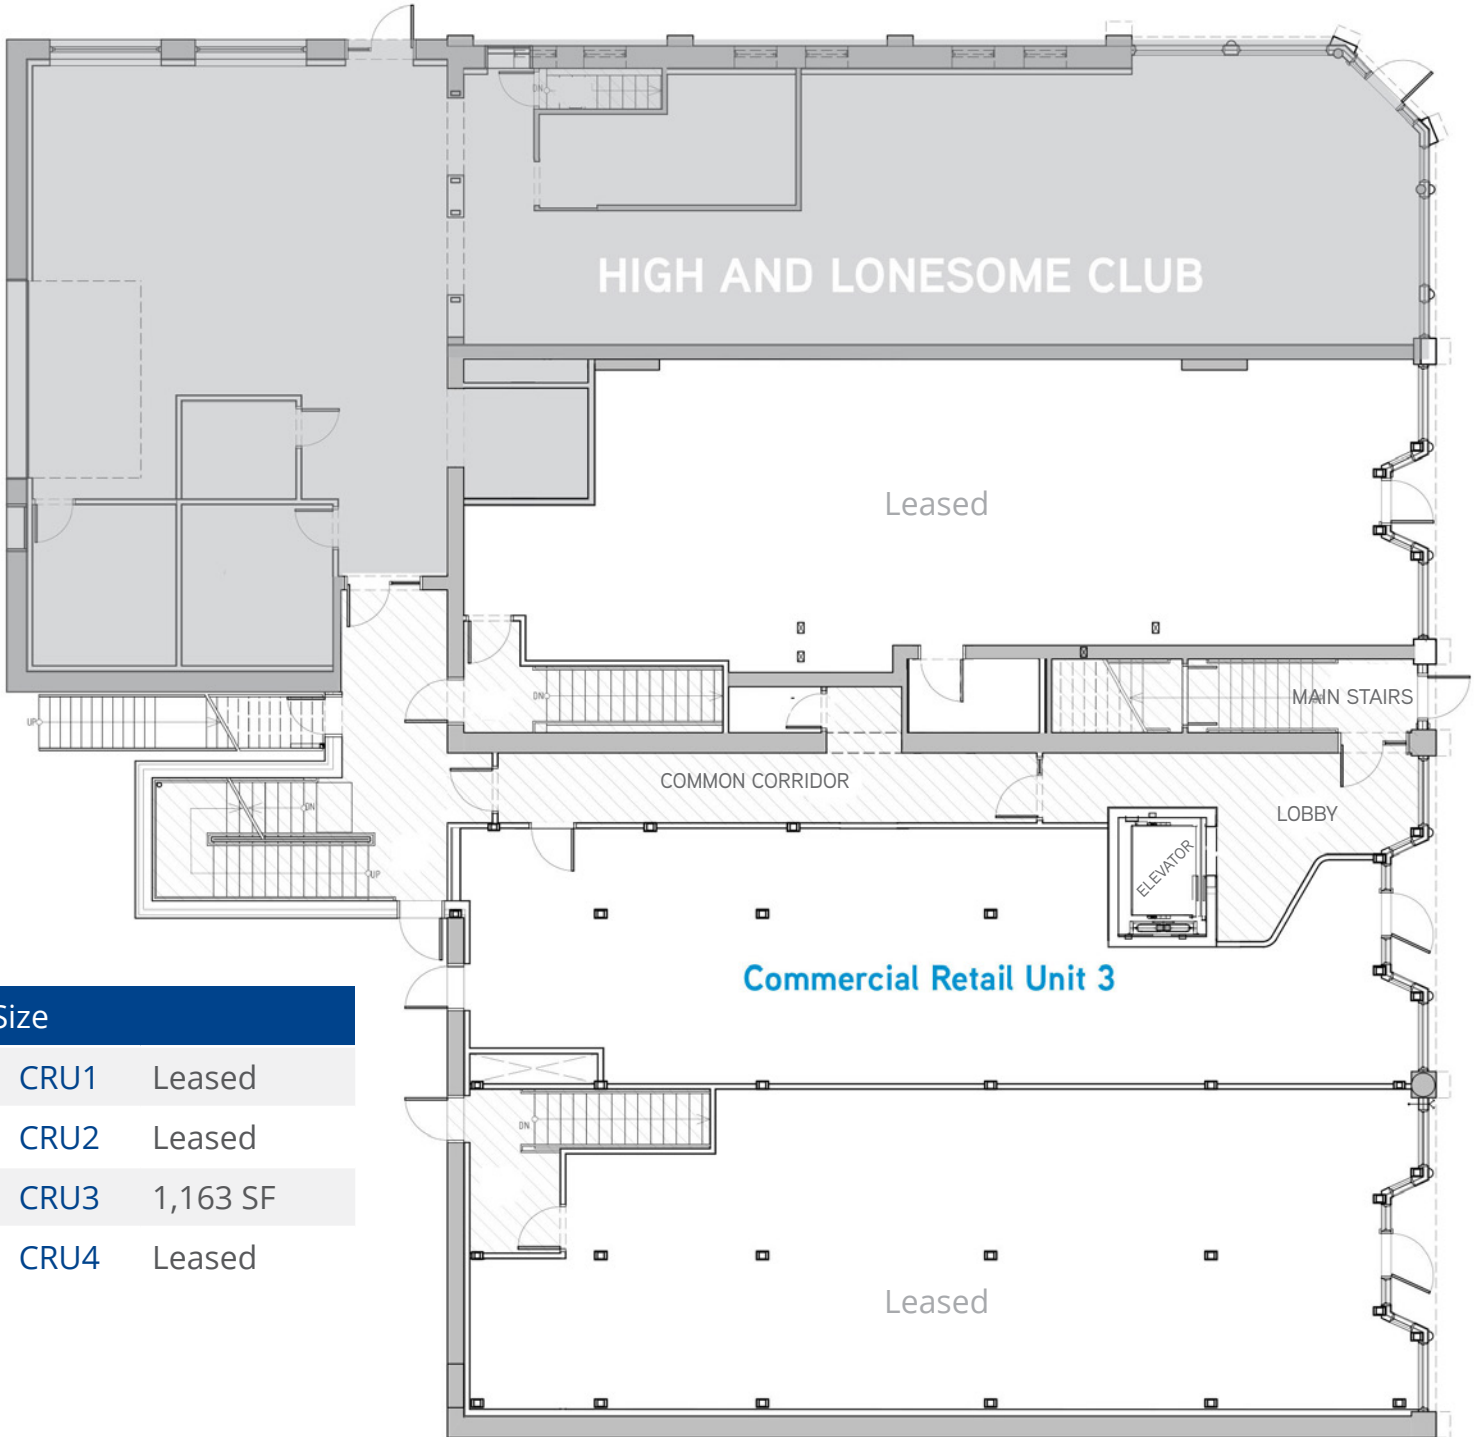 DN
HIGH AND LONESOME CLUB
Leased
DN
MAIN STAIRS
UP
COMMON CORRIDOR
DN
LOBBY
ELEVATOR
UP
Commercial Retail Unit 3
Size
CRU1 Leased
CRU2 Leased
CRU3 1,163 SF
CRU4 Leased
DN
Leased